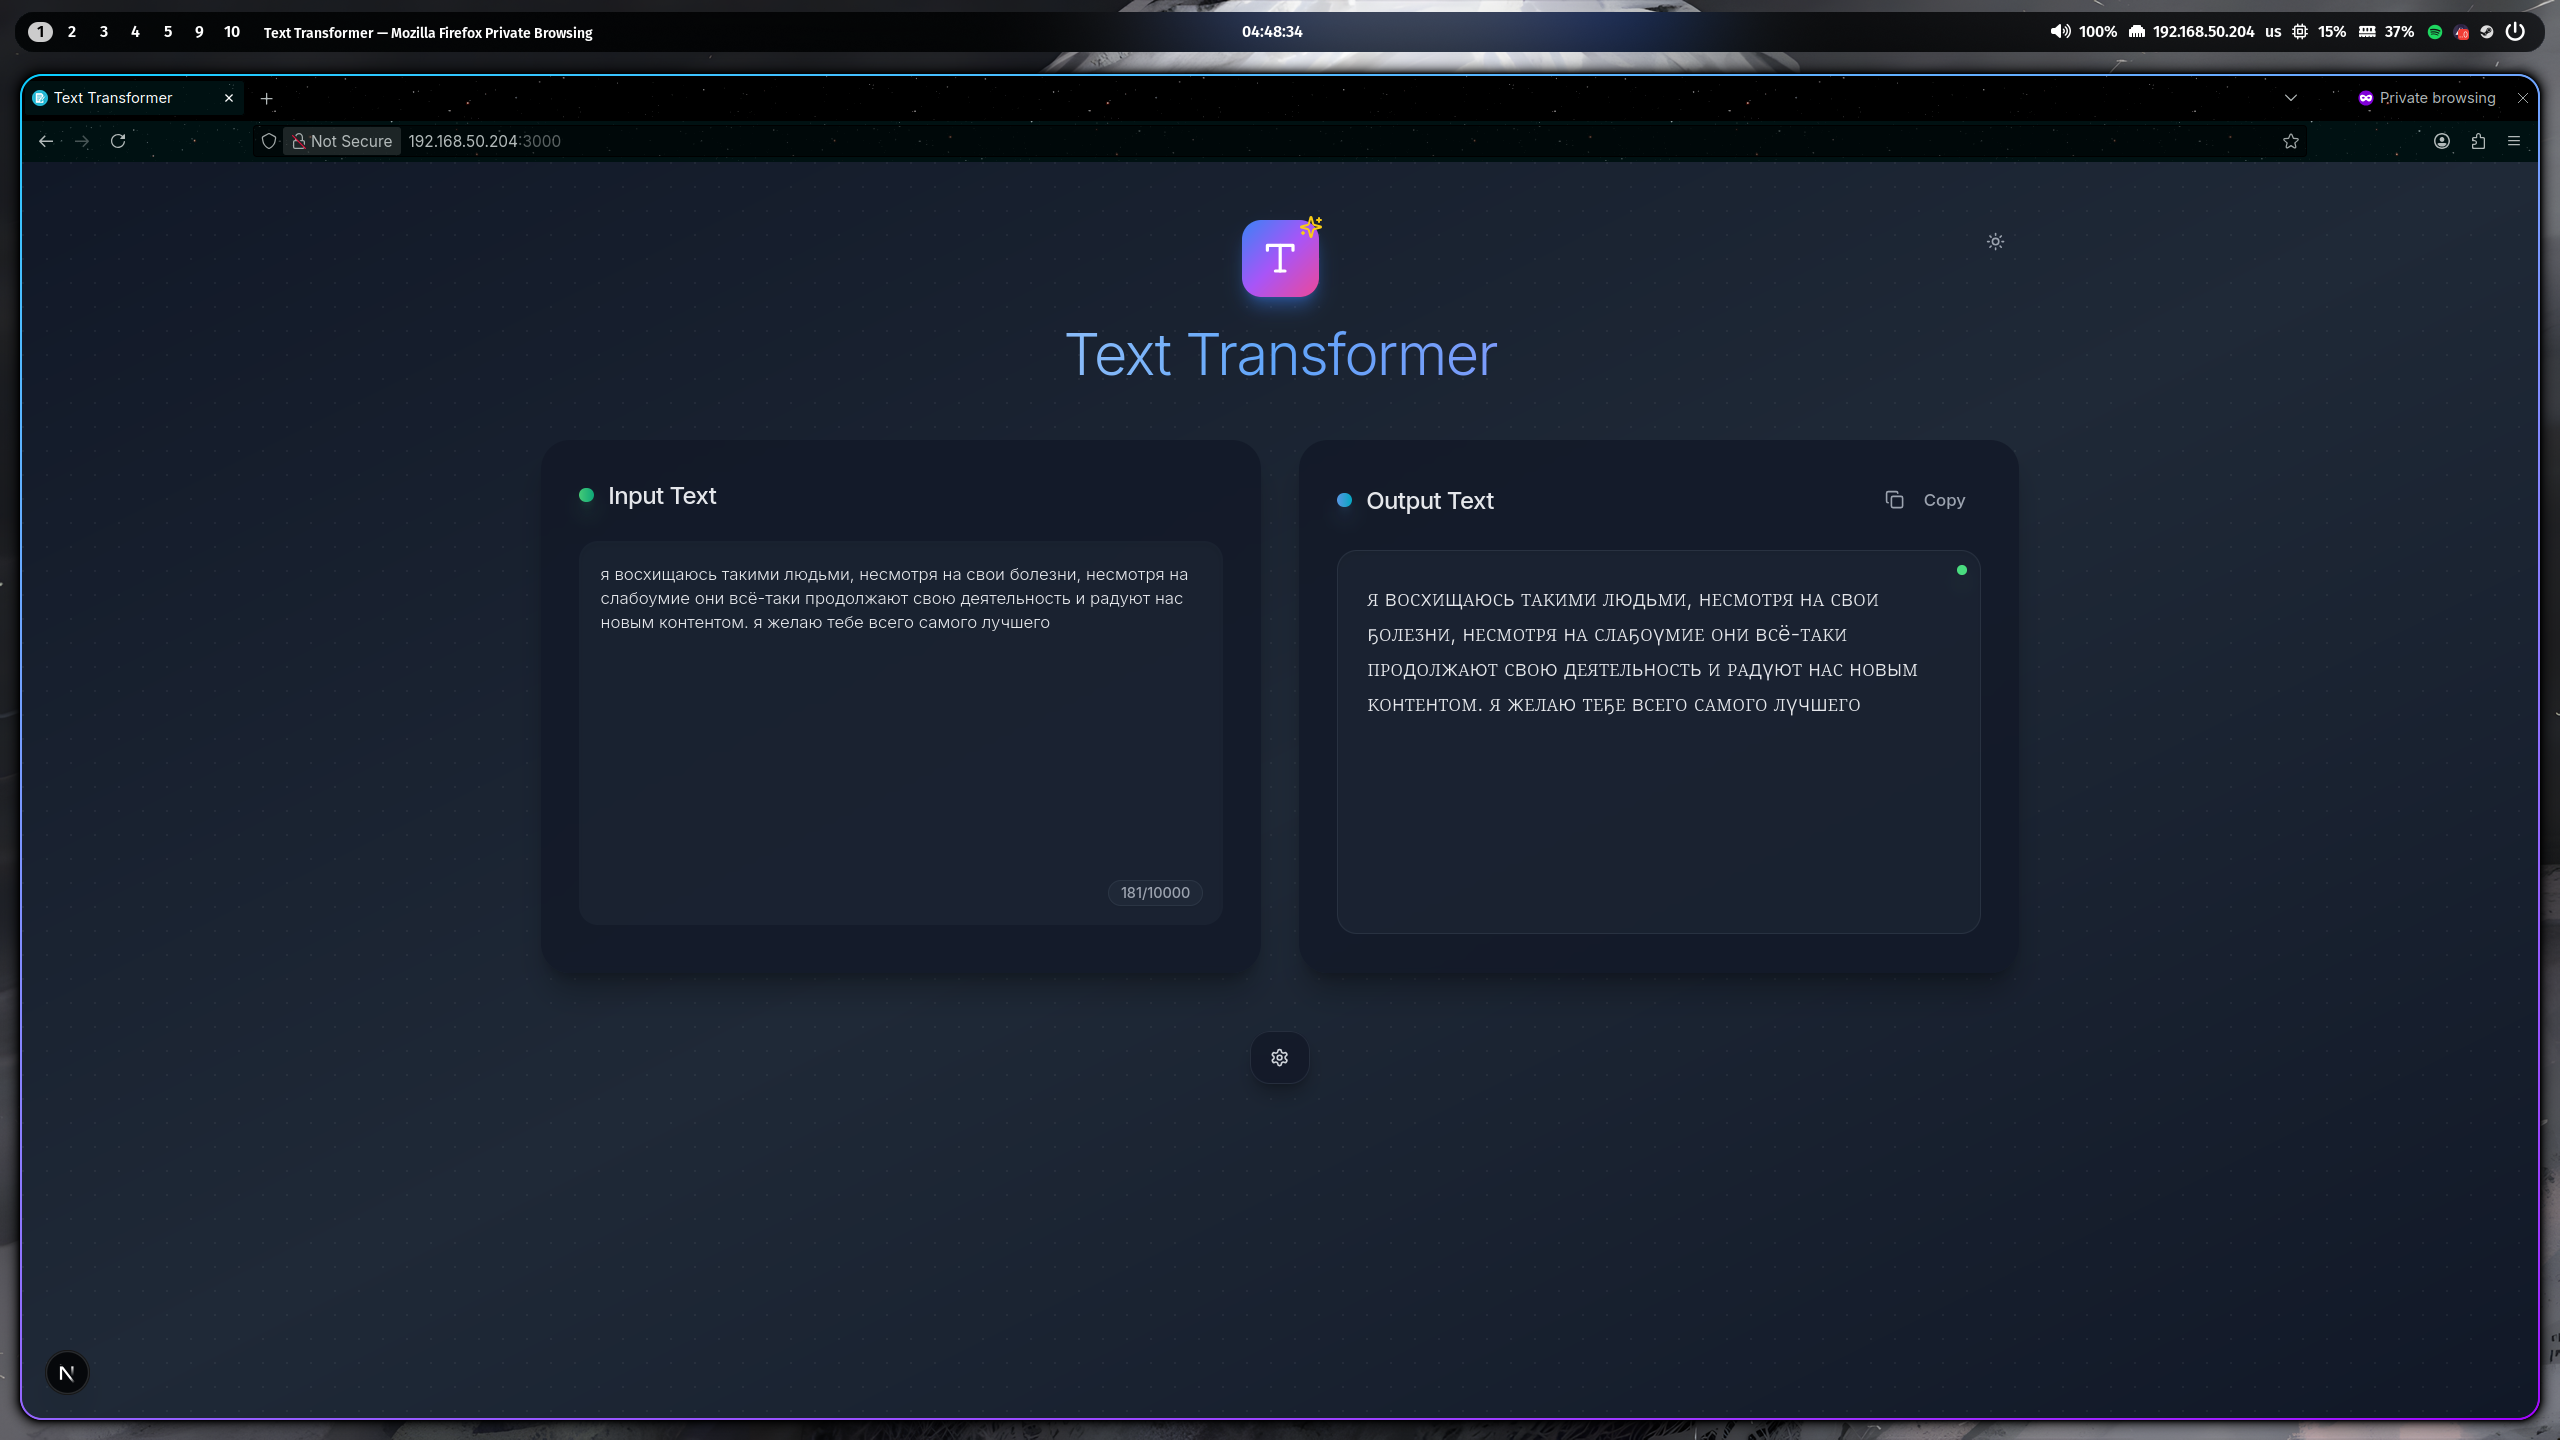 1 2 3 4 5 9 10 Text Transformer — Mozilla Firefox Private Browsing 04:48:34 100% 192.168.50.204 us 15% 37%
Text Transformer Private browsing
Not Secure 192.168.50.204:3000
T
Text Transformer
Input Text
я восхищаюсь такими людьми, несмотря на свои болезни, несмотря на
слабоумие они всё-таки продолжают свою деятельность и радуют нас
новым контентом. я желаю тебе всего самого лучшего
181/10000
Output Text Copy
Я ВОСХИЩАЮСЬ ТАКИМИ ЛЮДЬМИ, НЕСМОТРЯ НА СВОИ
ҔОЛЕЗНИ, НЕСМОТРЯ НА СЛАҔОУМИЕ ОНИ ВСё-ТАКИ
ПРОДОЛЖАЮТ СВОЮ ДЕЯТЕЛЬНОСТЬ И РАДУЮТ НАС НОВЫМ
КОНТЕНТОМ. Я ЖЕЛАЮ ТЕҔЕ ВСЕГО САМОГО ЛУЧШЕГО
N